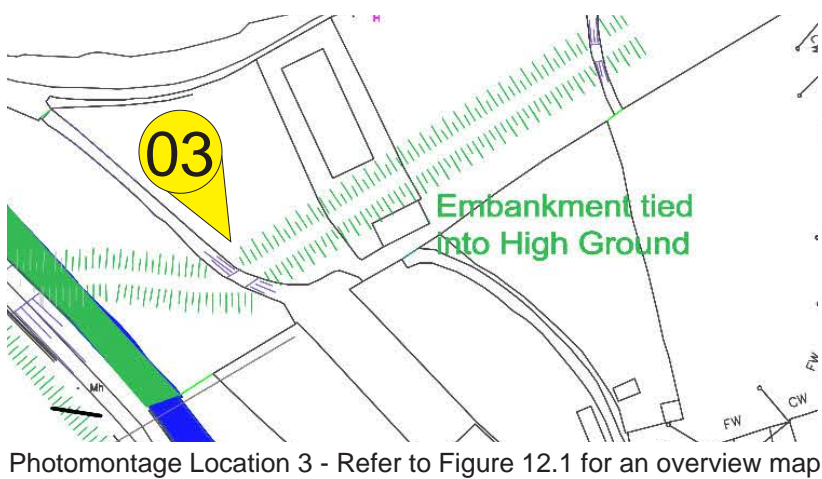 H
03
Embankment tied
into High Ground
Mh
FW
FW
CW
Photomontage Location 3 - Refer to Figure 12.1 for an overview map